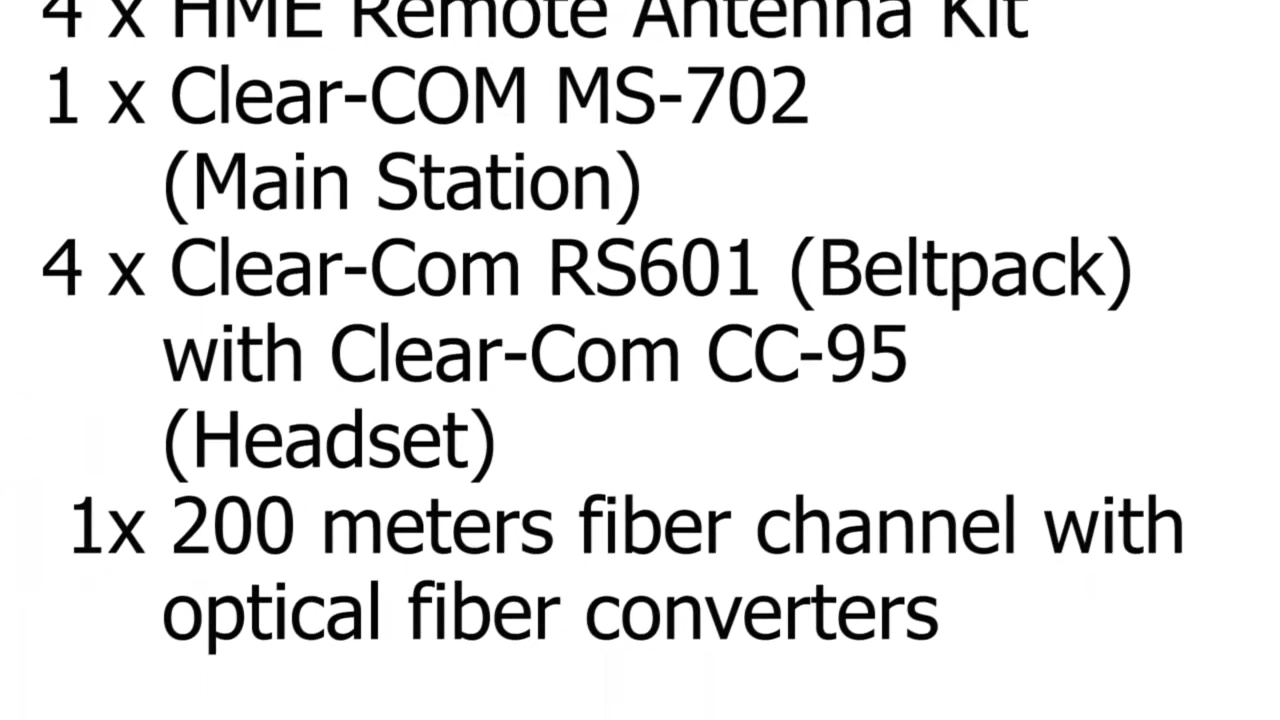 4 x HME Remote Antenna Kit
1 x Clear-COM MS-702
(Main Station)
4 x Clear-Com RS601 (Beltpack)
with Clear-Com CC-95
(Headset)
1x 200 meters fiber channel with
optical fiber converters